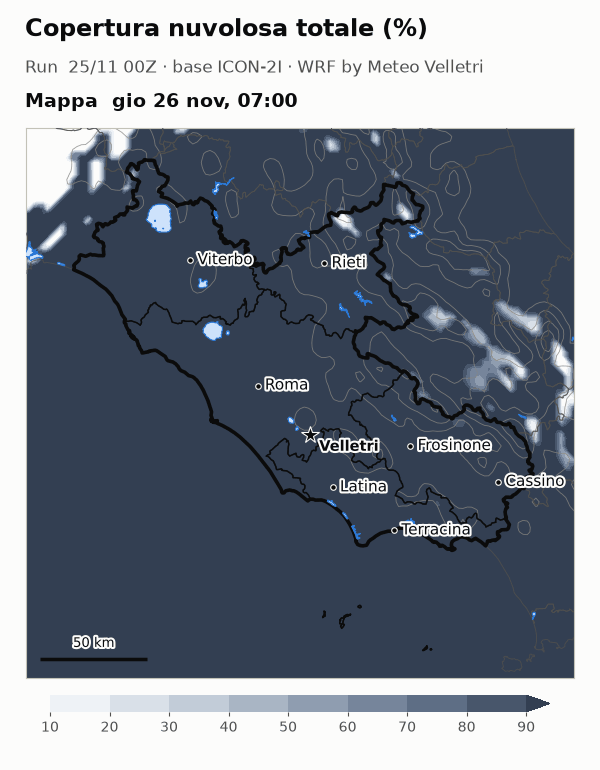 Copertura nuvolosa totale (%)
Run 25/11 00Z · base ICON-2I · WRF by Meteo Velletri
Mappa gio 26 nov, 07:00
Viterbo
Rieti
Roma
Velletri
Frosinone
Latina
Cassino
Terracina
50 km
10 20 30 40 50 60 70 80 90